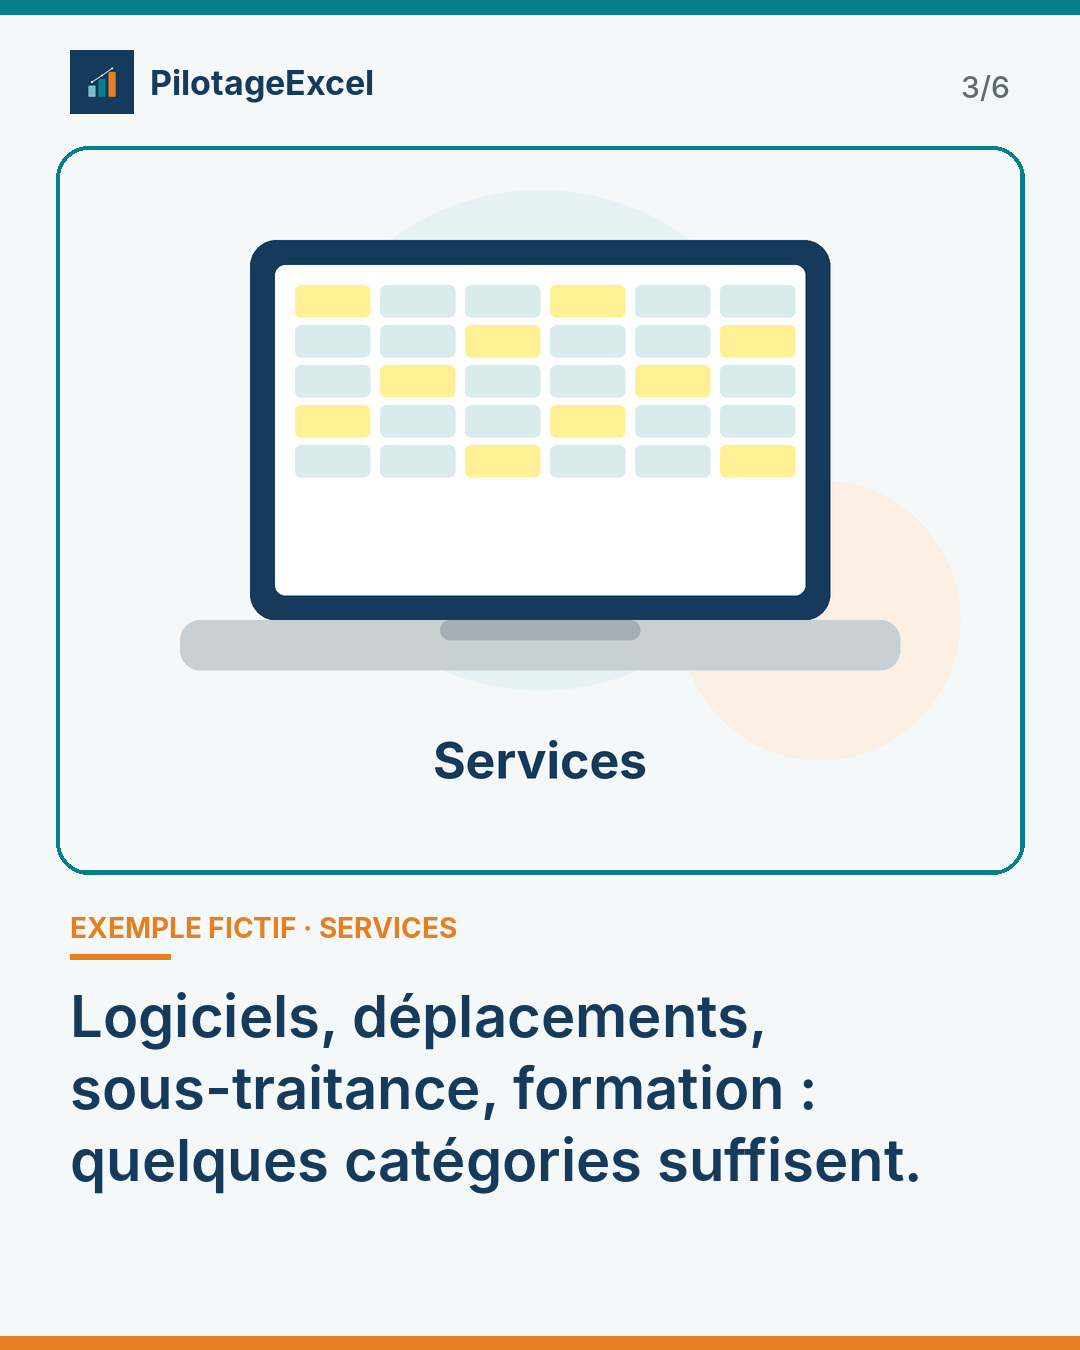 PilotageExcel
3/6
Services
EXEMPLE FICTIF · SERVICES
Logiciels, déplacements,
sous-traitance, formation :
quelques catégories suffisent.